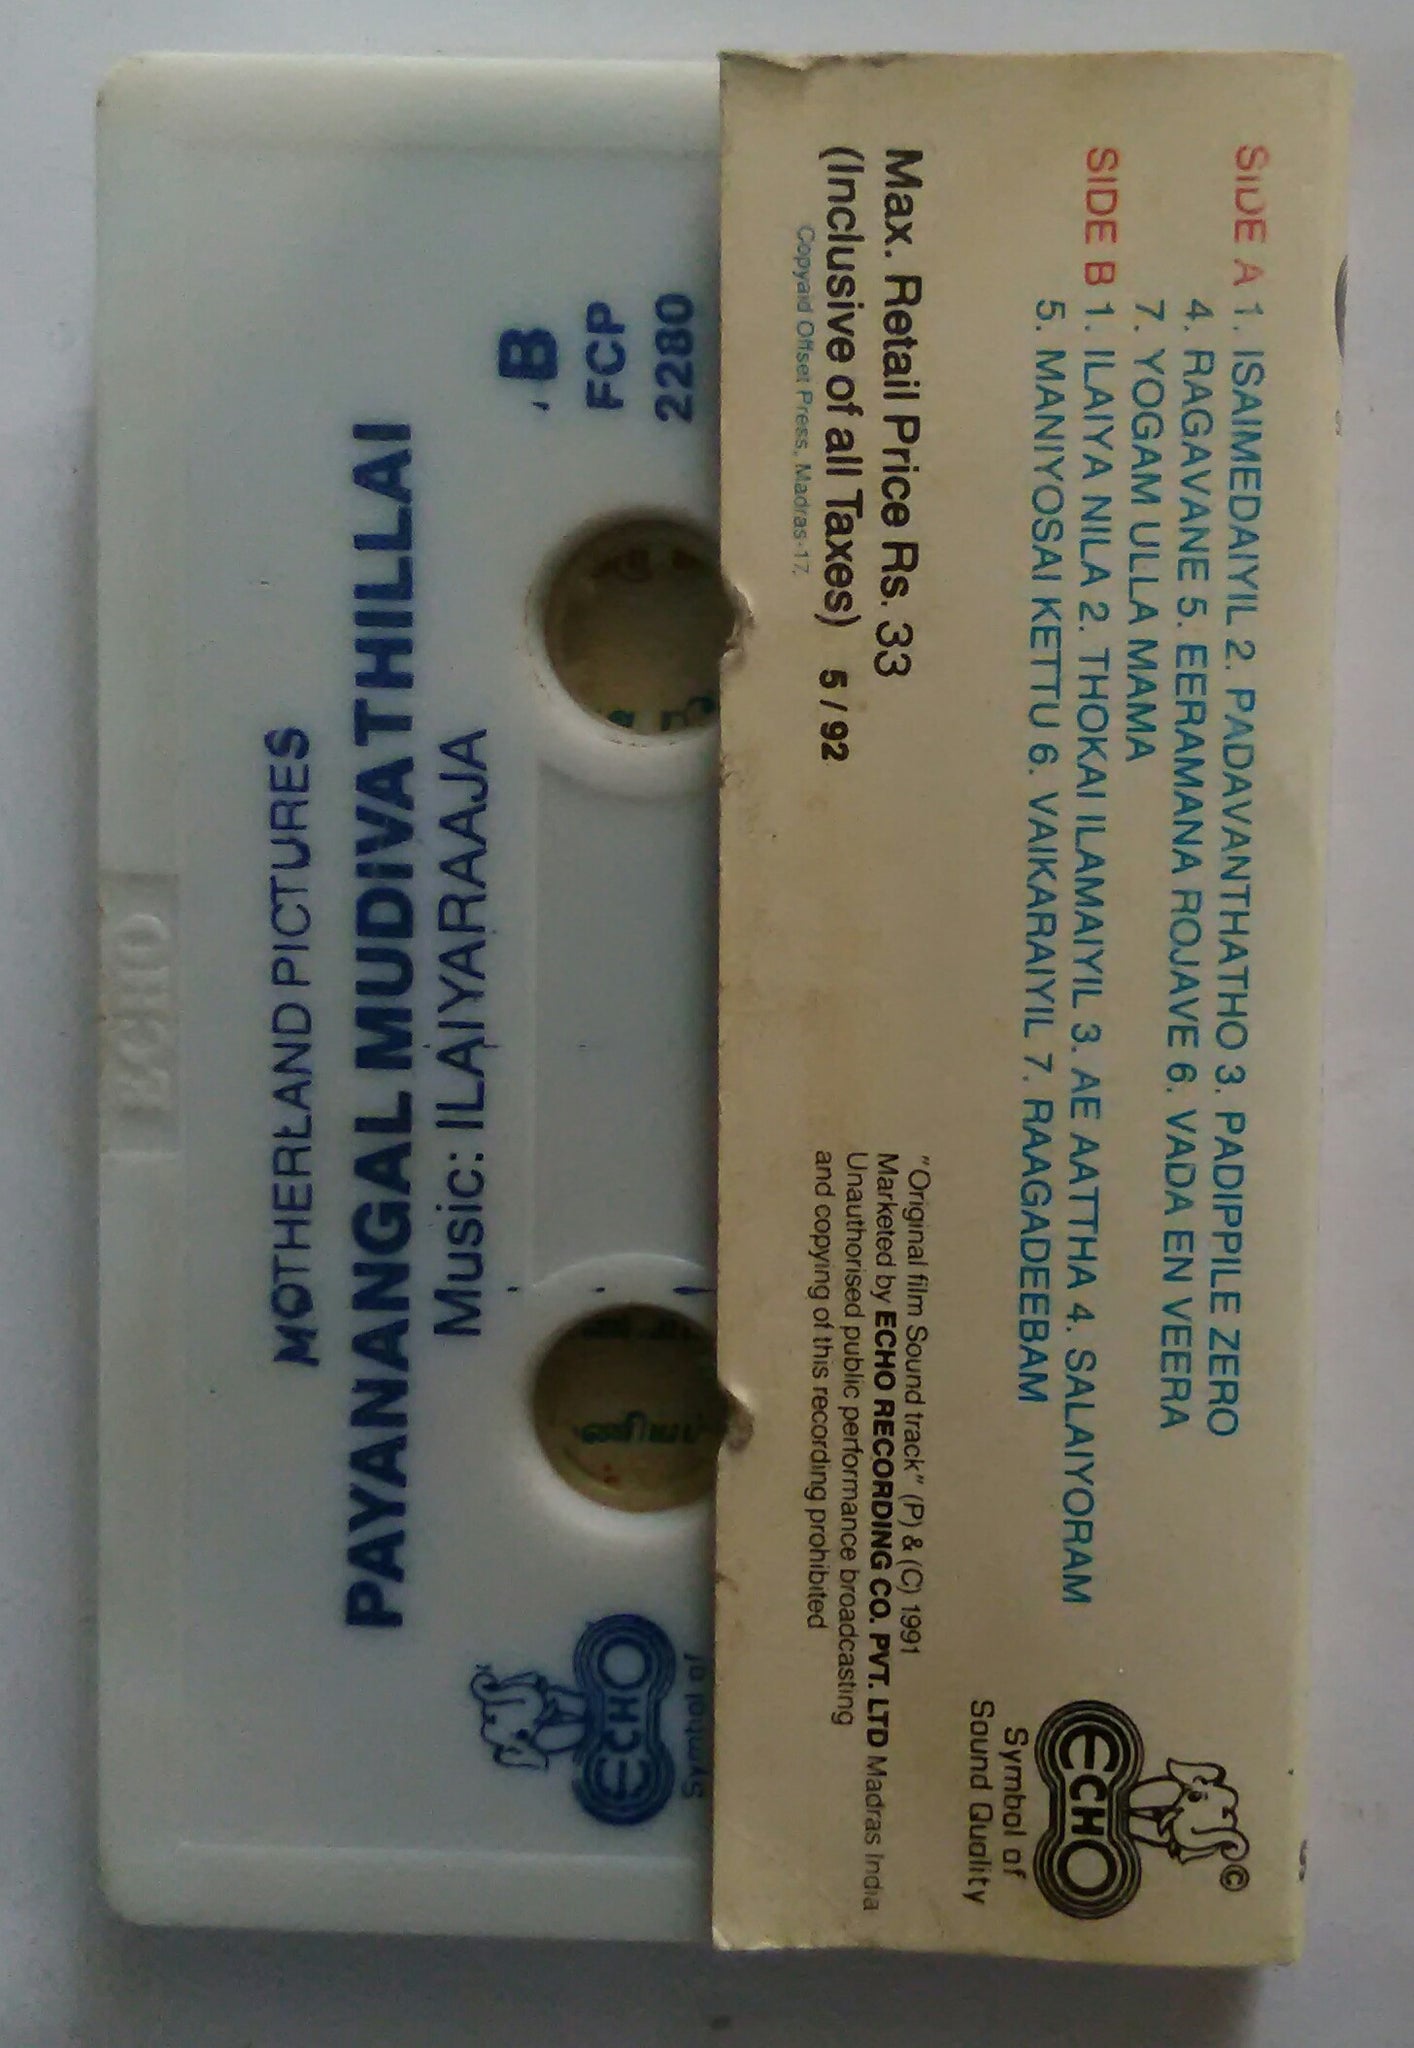 SIDE A 1. ISAIMEDAIYIL 2. PADAVANTHATHO 3. PADIPPILE ZERO
4. RAGAVANE 5. EERAMANA ROJAVE 6. VADA EN VEERA
7. YOGAM ULLA MAMA
SIDE B 1. ILAIYA NILA 2. THOKAI ILAMAIYIL 3. AE AATTHA 4. SALAIYORAM
5. MANIYOSAI KETTU 6. VAIKARAIYIL 7. RAAGADEEBAM
©
ECHO
Symbol of
Sound Quality
Max. Retail Price Rs. 33
(Inclusive of all Taxes) 5 / 92
Copyaid Offset Press, Madras-17.
"Original film Sound track" (P) & (C) 1991
Marketed by ECHO RECORDING CO. PVT. LTD Madras India
Unauthorised public performance broadcasting
and copying of this recording prohibited
ECHO
MOTHERLAND PICTURES
PAYANANGAL MUDIVATHILLAI
MUSIC: ILAIYARAAJA
B
FCP
2280
ECHO
Symbol of